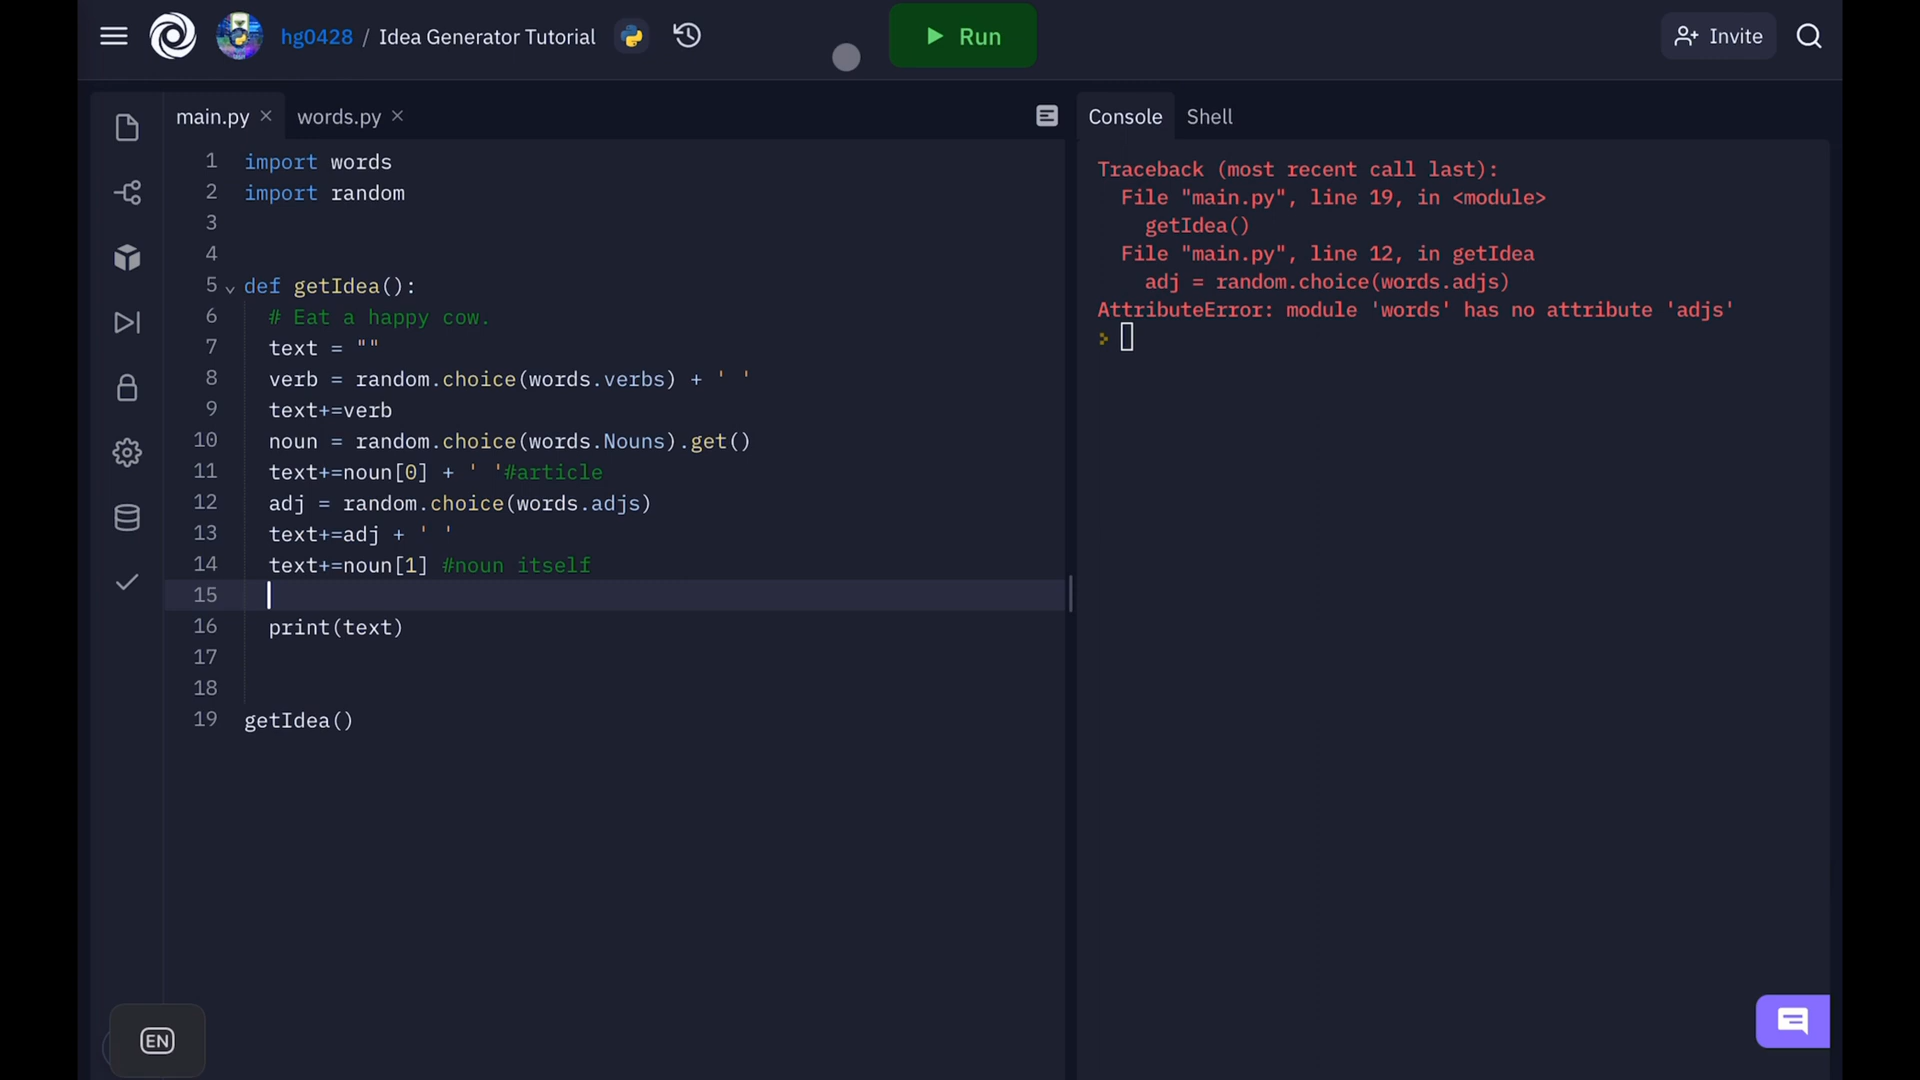 hg0428 / Idea Generator Tutorial
Run
Invite
main.py
words.py
Console
Shell
1 import words
2 import random
3
4
5 def getIdea():
6 # Eat a happy cow.
7 text = ""
8 verb = random.choice(words.verbs) + ' '
9 text+=verb
10 noun = random.choice(words.Nouns).get()
11 text+=noun[0] + ' '#article
12 adj = random.choice(words.adjs)
13 text+=adj + ' '
14 text+=noun[1] #noun itself
15
16 print(text)
17
18
19 getIdea()
Traceback (most recent call last):
File "main.py", line 19, in <module>
getIdea()
File "main.py", line 12, in getIdea
adj = random.choice(words.adjs)
AttributeError: module 'words' has no attribute 'adjs'
EN